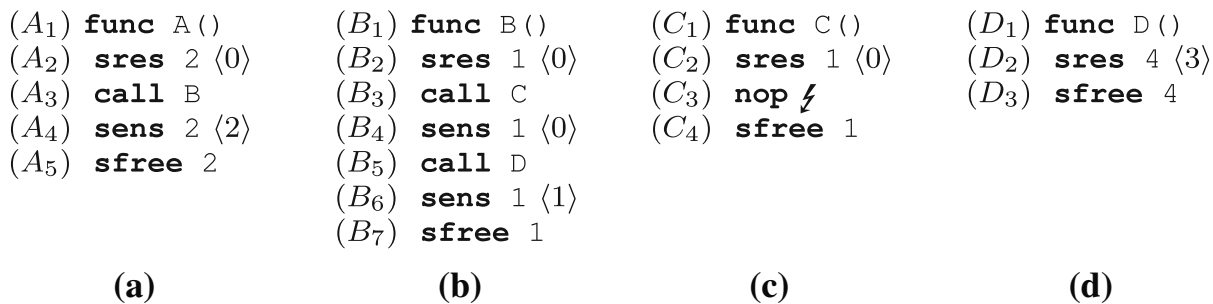 (A₁) func A()
(A₂) sres 2 ⟨0⟩
(A₃) call B
(A₄) sens 2 ⟨2⟩
(A₅) sfree 2
(a)
(B₁) func B()
(B₂) sres 1 ⟨0⟩
(B₃) call C
(B₄) sens 1 ⟨0⟩
(B₅) call D
(B₆) sens 1 ⟨1⟩
(B₇) sfree 1
(b)
(C₁) func C()
(C₂) sres 1 ⟨0⟩
(C₃) nop
(C₄) sfree 1
(c)
(D₁) func D()
(D₂) sres 4 ⟨3⟩
(D₃) sfree 4
(d)